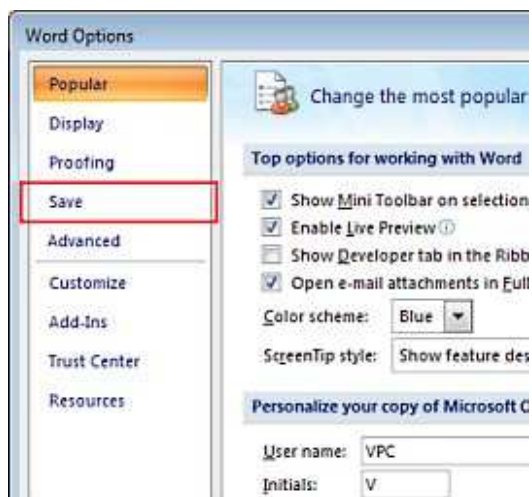 Word Options
Popular
Display
Proofing
Save
Advanced
Customize
Add-Ins
Trust Center
Resources
Change the most popular
Top options for working with Word
Show Mini Toolbar on selection
Enable Live Preview
Show Developer tab in the Ribb
Open e-mail attachments in Full
Color scheme: Blue
ScreenTip style: Show feature des
Personalize your copy of Microsoft O
User name: VPC
Initials: V